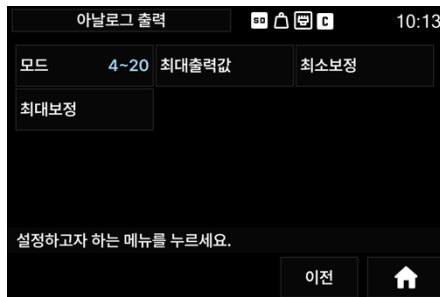 아날로그 출력 SD C 10:13
모드 4~20 최대출력값 최소보정
최대보정
설정하고자 하는 메뉴를 누르세요.
이전